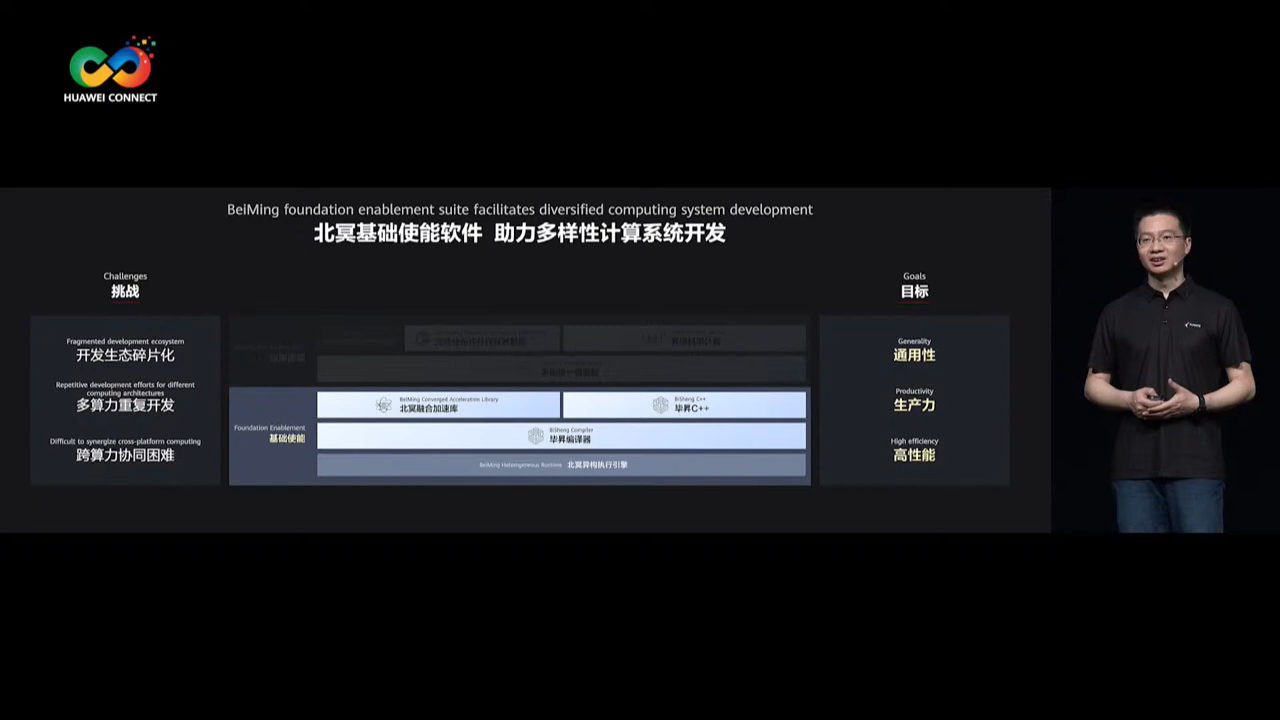 HUAWEI CONNECT
BeiMing foundation enablement suite facilitates diversified computing system development
北冥基础使能软件 助力多样性计算系统开发
Challenges
挑战
Fragmented development ecosystem
开发生态碎片化
Repetitive development efforts for different
computing architectures
多算力重复开发
Difficult to synergize cross-platform computing
跨算力协同困难
Foundation Enablement
基础使能
BeiMing Converged Acceleration Library
北冥融合加速库
BiSheng C++
毕昇C++
BiSheng Compiler
毕昇编译器
BeiMing Heterogeneous Runtime 北冥异构执行引擎
Goals
目标
Generality
通用性
Productivity
生产力
High efficiency
高性能